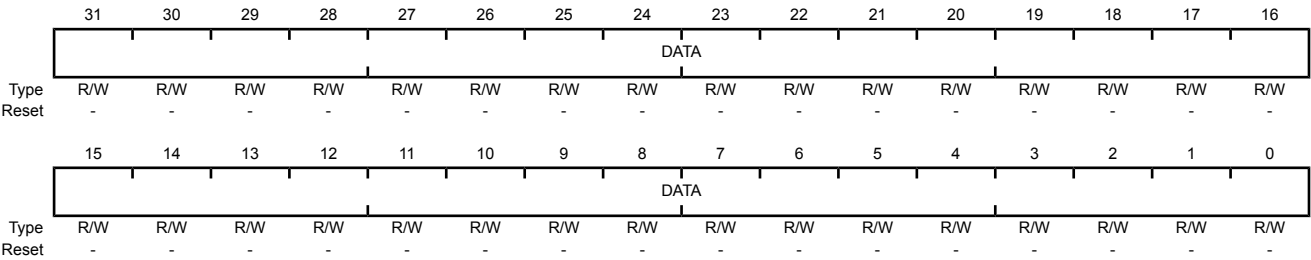 31 30 29 28 27 26 25 24 23 22 21 20 19 18 17 16
DATA
Type R/W R/W R/W R/W R/W R/W R/W R/W R/W R/W R/W R/W R/W R/W R/W R/W
Reset - - - - - - - - - - - - - - - -
15 14 13 12 11 10 9 8 7 6 5 4 3 2 1 0
DATA
Type R/W R/W R/W R/W R/W R/W R/W R/W R/W R/W R/W R/W R/W R/W R/W R/W
Reset - - - - - - - - - - - - - - - -